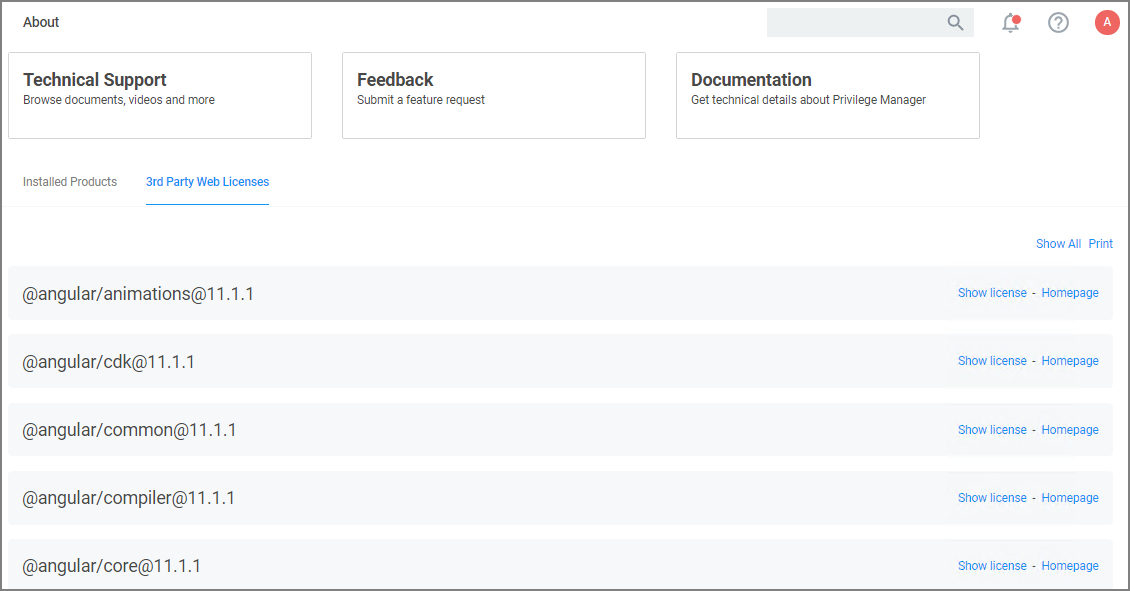 About
A
Technical Support
Browse documents, videos and more
Feedback
Submit a feature request
Documentation
Get technical details about Privilege Manager
Installed Products
3rd Party Web Licenses
Show All Print
@angular/animations@11.1.1
Show license - Homepage
@angular/cdk@11.1.1
Show license - Homepage
@angular/common@11.1.1
Show license - Homepage
@angular/compiler@11.1.1
Show license - Homepage
@angular/core@11.1.1
Show license - Homepage